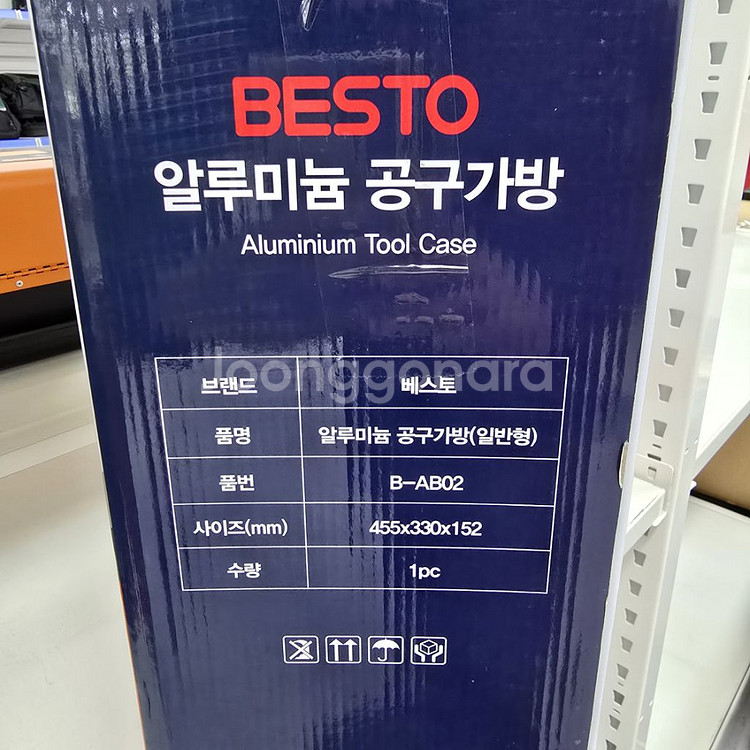 BESTO
알루미늄 공구가방
Aluminium Tool Case
joonggonara
브랜드 베스토
품명 알루미늄 공구가방(일반형)
품번 B-AB02
사이즈(mm) 455x330x152
수량 1pc